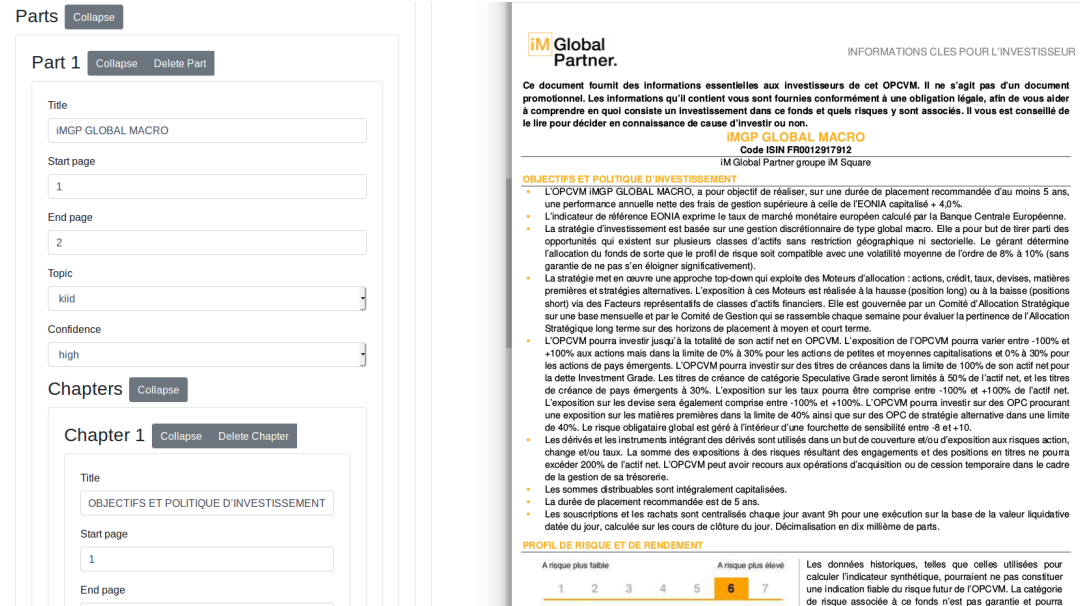 Parts Collapse
Part 1 Collapse Delete Part
Title
iMGP GLOBAL MACRO
Start page
1
End page
2
Topic
kiid
Confidence
high
Chapters Collapse
Chapter 1 Collapse Delete Chapter
Title
OBJECTIFS ET POLITIQUE D'INVESTISSEMENT
Start page
1
End page
iM Global
Partner.
INFORMATIONS CLES POUR L'INVESTISSEUR
Ce document fournit des informations essentielles aux investisseurs de cet OPCVM. Il ne s'agit pas d'un document
promotionnel. Les informations qu'il contient vous sont fournies conformément à une obligation légale, afin de vous aider
à comprendre en quoi consiste un investissement dans ce fonds et quels risques y sont associés. Il vous est conseillé de
le lire pour décider en connaissance de cause d'investir ou non.
iMGP GLOBAL MACRO
Code ISIN FR0012917912
iM Global Partner groupe iM Square
OBJECTIFS ET POLITIQUE D'INVESTISSEMENT
• L'OPCVM iMGP GLOBAL MACRO, a pour objectif de réaliser, sur une durée de placement recommandée d'au moins 5 ans,
une performance annuelle nette des frais de gestion supérieure à celle de l'EONIA capitalisé + 4,0%.
• L'indicateur de référence EONIA exprime le taux de marché monétaire européen calculé par la Banque Centrale Européenne.
• La stratégie d'investissement est basée sur une gestion discrétionnaire de type global macro. Elle a pour but de tirer parti des
opportunités qui existent sur plusieurs classes d'actifs sans restriction géographique ni sectorielle. Le gérant détermine
l'allocation du fonds de sorte que le profil de risque soit compatible avec une volatilité moyenne de l'ordre de 8% à 10% (sans
garantie de ne pas s'en éloigner significativement).
• La stratégie met en œuvre une approche top-down qui exploite des Moteurs d'allocation : actions, crédit, taux, devises, matières
premières et stratégies alternatives. L'exposition à ces Moteurs est réalisée à la hausse (position long) ou à la baisse (positions
short) via des Facteurs représentatifs de classes d'actifs financiers. Elle est gouvernée par un Comité d'Allocation Stratégique
sur une base mensuelle et par le Comité de Gestion qui se rassemble chaque semaine pour évaluer la pertinence de l'Allocation
Stratégique long terme sur des horizons de placement à moyen et court terme.
• L'OPCVM pourra investir jusqu'à la totalité de son actif net en OPCVM. L'exposition de l'OPCVM pourra varier entre -100% et
+100% aux actions mais dans la limite de 0% à 30% pour les actions de petites et moyennes capitalisations et 0% à 30% pour
les actions de pays émergents. L'OPCVM pourra investir sur des titres de créances dans la limite de 100% de son actif net pour
la dette Investment Grade. Les titres de créance de catégorie Speculative Grade seront limités à 50% de l'actif net, et les titres
de créance de pays émergents à 30%. L'exposition sur les taux pourra être comprise entre -100% et +100% de l'actif net.
L'exposition sur les devise sera également comprise entre -100% et +100%. L'OPCVM pourra investir sur des OPC procurant
une exposition sur les matières premières dans la limite de 40% ainsi que sur des OPC de stratégie alternative dans une limite
de 40%. Le risque obligataire global est géré à l'intérieur d'une fourchette de sensibilité entre -8 et +10.
• Les dérivés et les instruments intégrant des dérivés sont utilisés dans un but de couverture et/ou d'exposition aux risques action,
change et/ou taux. La somme des expositions à des risques résultant des engagements et des positions en titres ne pourra
excéder 200% de l'actif net. L'OPCVM peut avoir recours aux opérations d'acquisition ou de cession temporaire dans le cadre
de la gestion de sa trésorerie.
• Les sommes distribuables sont intégralement capitalisées.
• La durée de placement recommandée est de 5 ans.
• Les souscriptions et les rachats sont centralisés chaque jour avant 9h pour une exécution sur la base de la valeur liquidative
datée du jour, calculée sur les cours de clôture du jour. Décimalisation en dix millième de parts.
PROFIL DE RISQUE ET DE RENDEMENT
A risque plus faible A risque plus élevé
1 2 3 4 5 6 7
Les données historiques, telles que celles utilisées pour
calculer l'indicateur synthétique, pourraient ne pas constituer
une indication fiable du risque futur de l'OPCVM. La catégorie
de risque associée à ce fonds n'est pas garantie et pourra